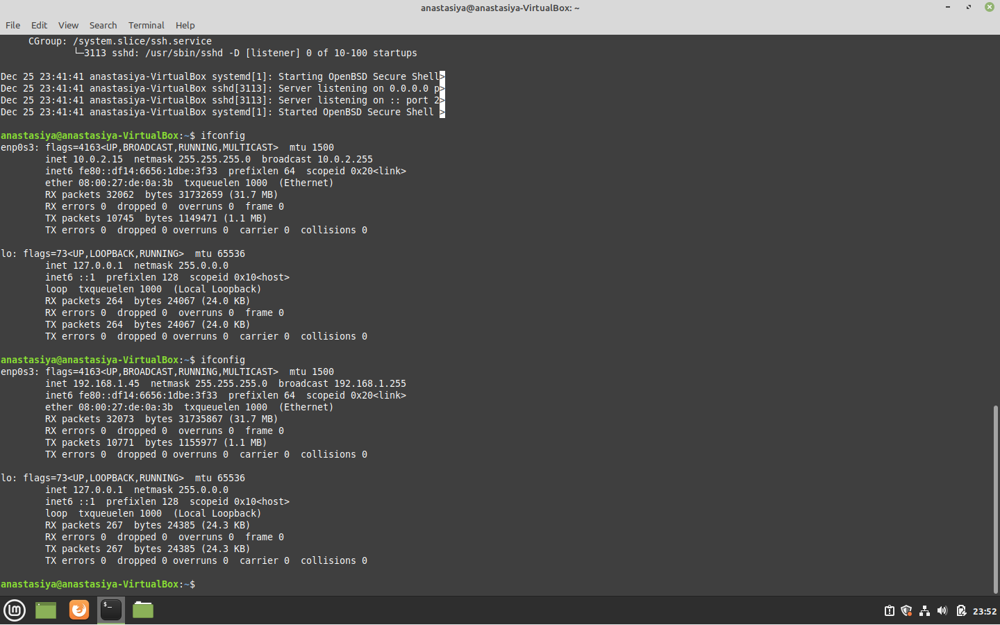 anastasiya@anastasiya-VirtualBox: ~
File Edit View Search Terminal Help
CGroup: /system.slice/ssh.service
└─3113 sshd: /usr/sbin/sshd -D [listener] 0 of 10-100 startups
Dec 25 23:41:41 anastasiya-VirtualBox systemd[1]: Starting OpenBSD Secure Shell>
Dec 25 23:41:41 anastasiya-VirtualBox sshd[3113]: Server listening on 0.0.0.0 p>
Dec 25 23:41:41 anastasiya-VirtualBox sshd[3113]: Server listening on :: port 2>
Dec 25 23:41:41 anastasiya-VirtualBox systemd[1]: Started OpenBSD Secure Shell >
anastasiya@anastasiya-VirtualBox:~$ ifconfig
enp0s3: flags=4163<UP,BROADCAST,RUNNING,MULTICAST>  mtu 1500
inet 10.0.2.15  netmask 255.255.255.0  broadcast 10.0.2.255
inet6 fe80::df14:6656:1dbe:3f33  prefixlen 64  scopeid 0x20<link>
ether 08:00:27:de:0a:3b  txqueuelen 1000  (Ethernet)
RX packets 32062  bytes 31732659 (31.7 MB)
RX errors 0  dropped 0  overruns 0  frame 0
TX packets 10745  bytes 1149471 (1.1 MB)
TX errors 0  dropped 0 overruns 0  carrier 0  collisions 0
lo: flags=73<UP,LOOPBACK,RUNNING>  mtu 65536
inet 127.0.0.1  netmask 255.0.0.0
inet6 ::1  prefixlen 128  scopeid 0x10<host>
loop  txqueuelen 1000  (Local Loopback)
RX packets 264  bytes 24067 (24.0 KB)
RX errors 0  dropped 0  overruns 0  frame 0
TX packets 264  bytes 24067 (24.0 KB)
TX errors 0  dropped 0 overruns 0  carrier 0  collisions 0
anastasiya@anastasiya-VirtualBox:~$ ifconfig
enp0s3: flags=4163<UP,BROADCAST,RUNNING,MULTICAST>  mtu 1500
inet 192.168.1.45  netmask 255.255.255.0  broadcast 192.168.1.255
inet6 fe80::df14:6656:1dbe:3f33  prefixlen 64  scopeid 0x20<link>
ether 08:00:27:de:0a:3b  txqueuelen 1000  (Ethernet)
RX packets 32073  bytes 31735867 (31.7 MB)
RX errors 0  dropped 0  overruns 0  frame 0
TX packets 10771  bytes 1155977 (1.1 MB)
TX errors 0  dropped 0 overruns 0  carrier 0  collisions 0
lo: flags=73<UP,LOOPBACK,RUNNING>  mtu 65536
inet 127.0.0.1  netmask 255.0.0.0
inet6 ::1  prefixlen 128  scopeid 0x10<host>
loop  txqueuelen 1000  (Local Loopback)
RX packets 267  bytes 24385 (24.3 KB)
RX errors 0  dropped 0  overruns 0  frame 0
TX packets 267  bytes 24385 (24.3 KB)
TX errors 0  dropped 0 overruns 0  carrier 0  collisions 0
anastasiya@anastasiya-VirtualBox:~$
$_
23:52